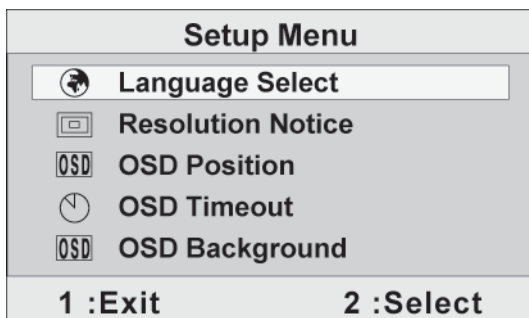 Setup Menu
Language Select
Resolution Notice
OSD OSD Position
OSD Timeout
OSD OSD Background
1 :Exit 2 :Select